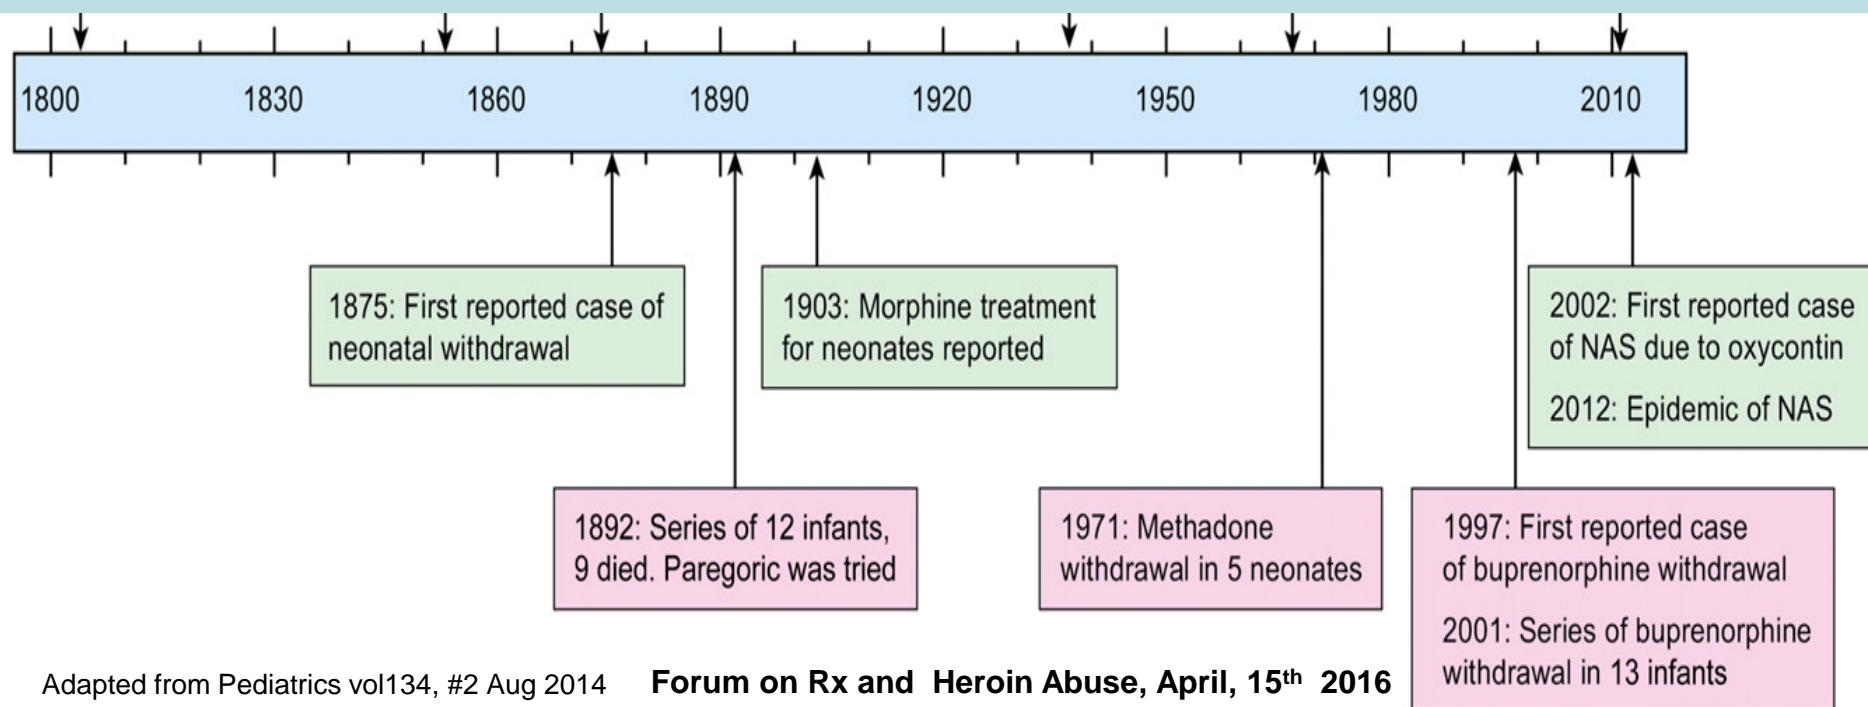 1800 1830 1860 1890 1920 1950 1980 2010
1875: First reported case of
neonatal withdrawal
1903: Morphine treatment
for neonates reported
2002: First reported case
of NAS due to oxycontin
2012: Epidemic of NAS
1892: Series of 12 infants,
9 died. Paregoric was tried
1971: Methadone
withdrawal in 5 neonates
1997: First reported case
of buprenorphine withdrawal
2001: Series of buprenorphine
withdrawal in 13 infants
Adapted from Pediatrics vol134, #2 Aug 2014 Forum on Rx and Heroin Abuse, April, 15th 2016